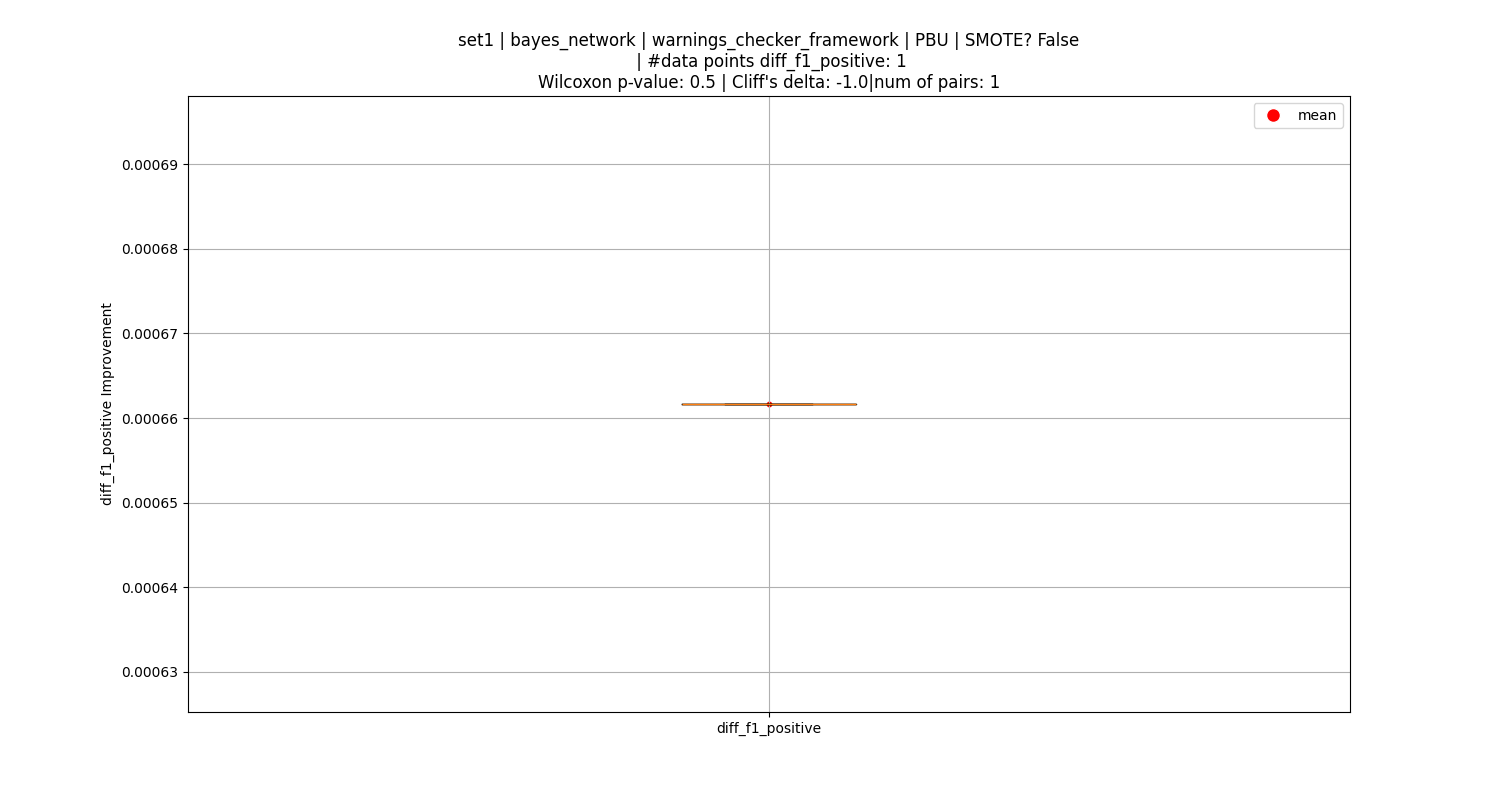 set1 | bayes_network | warnings_checker_framework | PBU | SMOTE? False
| #data points diff_f1_positive: 1
Wilcoxon p-value: 0.5 | Cliff's delta: -1.0|num of pairs: 1
mean
0.00069
0.00068
0.00067
0.00066
0.00065
0.00064
0.00063
diff_f1_positive Improvement
diff_f1_positive